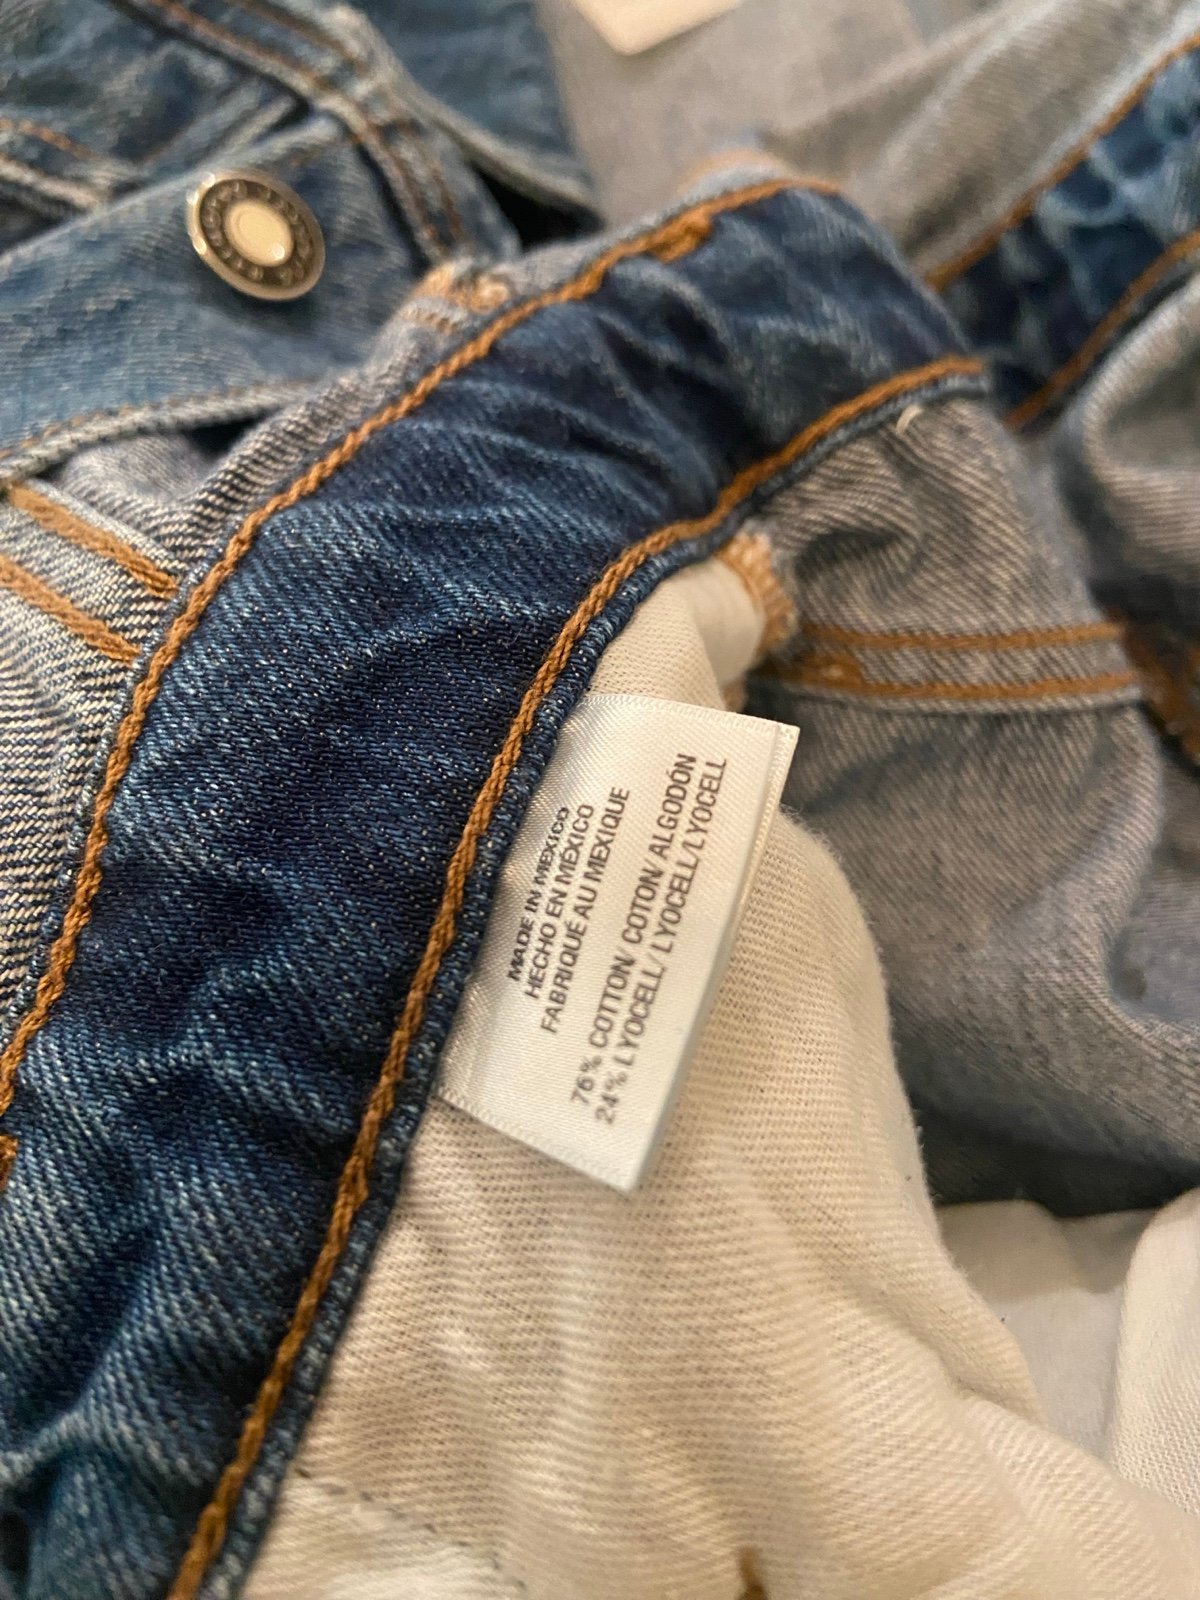 MADE IN MEXICO
HECHO EN MÉXICO
FABRIQUÉ AU MEXIQUE
76% COTTON/ COTON/ ALGODÓN
24% LYOCELL/ LYOCELL/LYOCELL